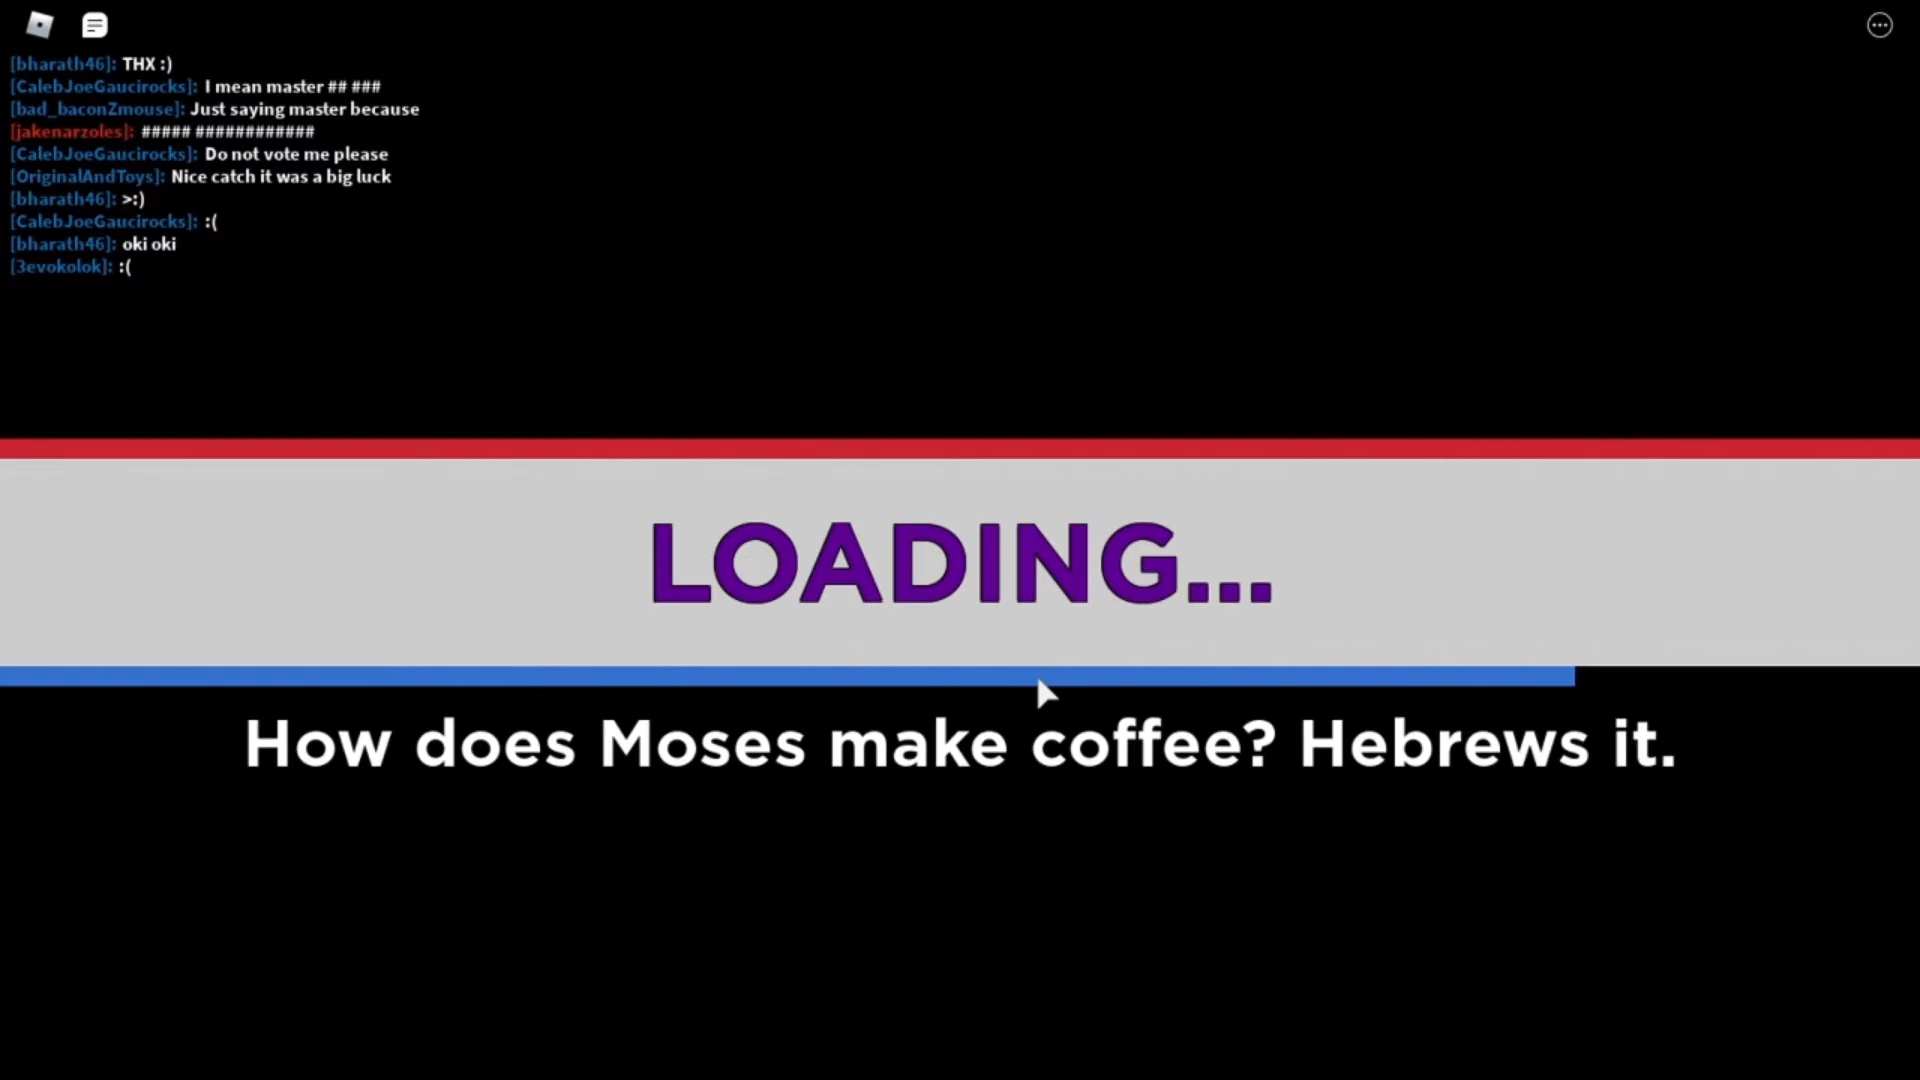 [bharath46]: THX :)
[CalebJoeGaucirocks]: I mean master ## ###
[bad_baconZmouse]: Just saying master because
[jakenarzoles]: ##### ############
[CalebJoeGaucirocks]: Do not vote me please
[OriginalAndToys]: Nice catch it was a big luck
[bharath46]: >:)
[CalebJoeGaucirocks]: :(
[bharath46]: oki oki
[3evokolok]: :(
LOADING...
How does Moses make coffee? Hebrews it.